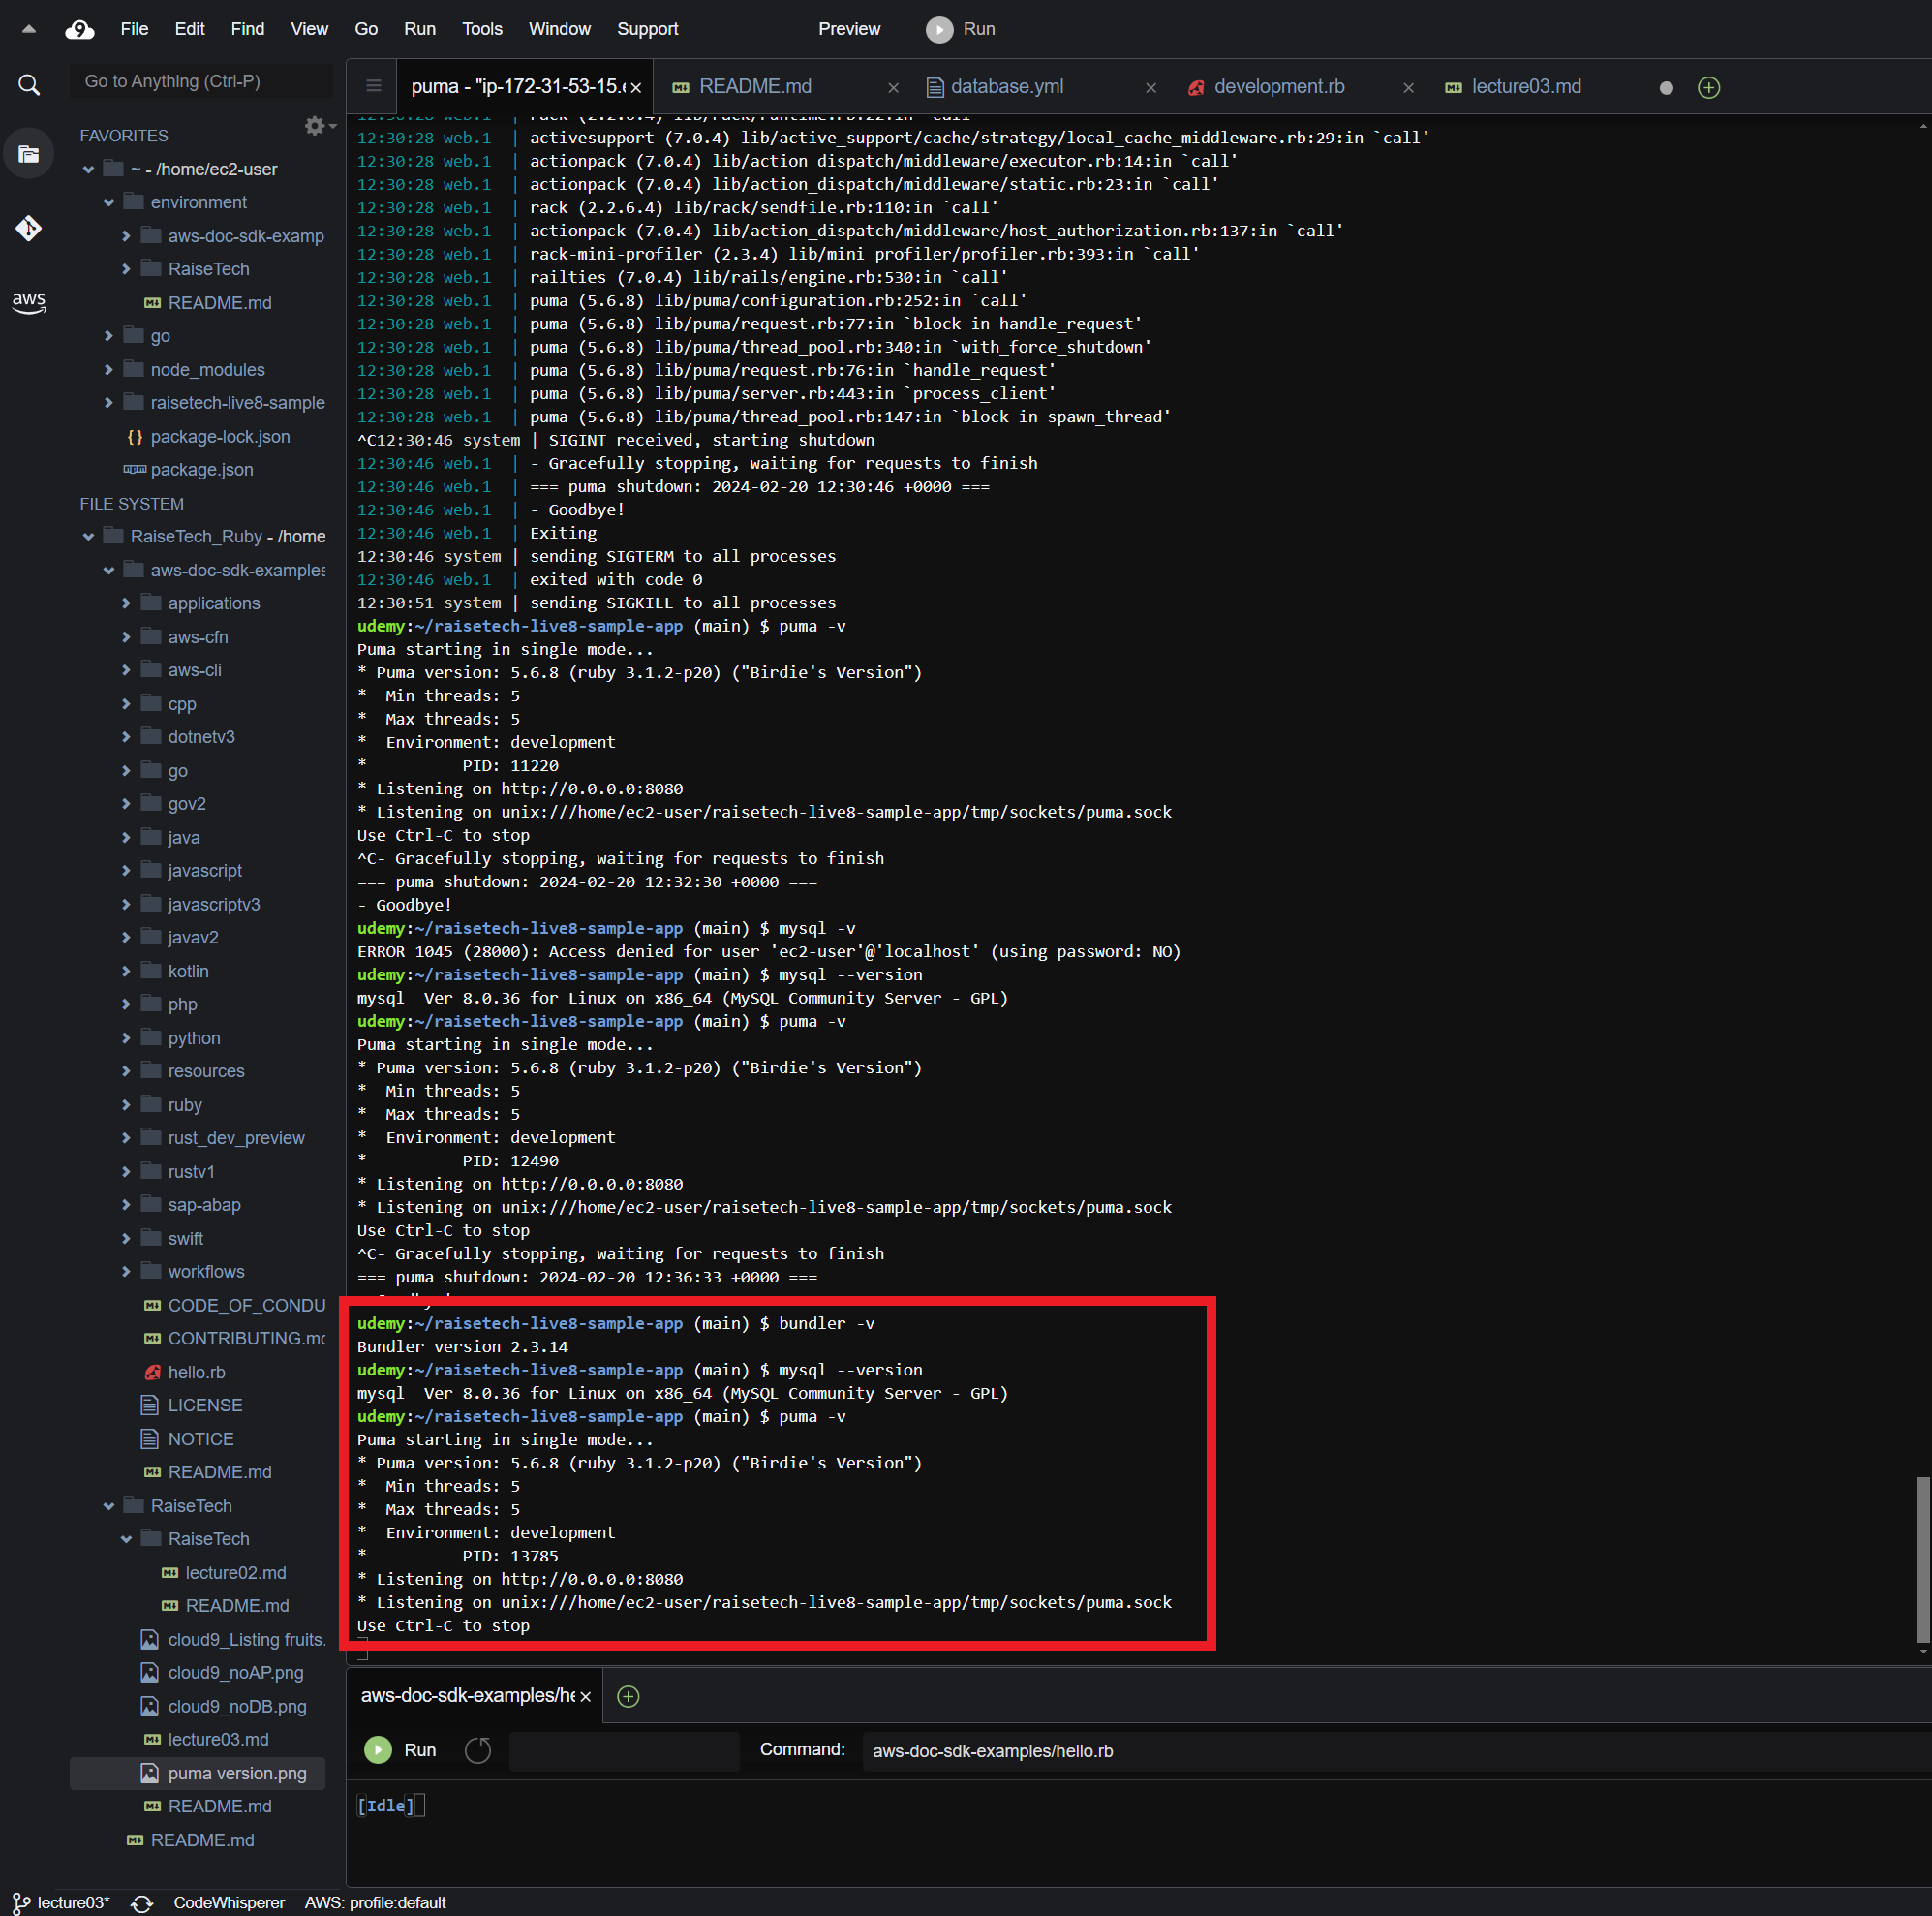 File Edit Find View Go Run Tools Window Support Preview Run
Go to Anything (Ctrl-P)
puma - "ip-172-31-53-15.e
README.md
database.yml
development.rb
lecture03.md
aws
FAVORITES
~ - /home/ec2-user
environment
aws-doc-sdk-examp
RaiseTech
README.md
go
node_modules
raisetech-live8-sample
package-lock.json
package.json
FILE SYSTEM
RaiseTech_Ruby - /home
aws-doc-sdk-examples
applications
aws-cfn
aws-cli
cpp
dotnetv3
go
gov2
java
javascript
javascriptv3
javav2
kotlin
php
python
resources
ruby
rust_dev_preview
rustv1
sap-abap
swift
workflows
CODE_OF_CONDU
CONTRIBUTING.md
hello.rb
LICENSE
NOTICE
README.md
RaiseTech
RaiseTech
lecture02.md
README.md
cloud9_Listing fruits.
cloud9_noAP.png
cloud9_noDB.png
lecture03.md
puma version.png
README.md
README.md
12:30:28 web.1 | rack (2.2.6.4) lib/rack/runtime.rb:22:in `call'
12:30:28 web.1 | activesupport (7.0.4) lib/active_support/cache/strategy/local_cache_middleware.rb:29:in `call'
12:30:28 web.1 | actionpack (7.0.4) lib/action_dispatch/middleware/executor.rb:14:in `call'
12:30:28 web.1 | actionpack (7.0.4) lib/action_dispatch/middleware/static.rb:23:in `call'
12:30:28 web.1 | rack (2.2.6.4) lib/rack/sendfile.rb:110:in `call'
12:30:28 web.1 | actionpack (7.0.4) lib/action_dispatch/middleware/host_authorization.rb:137:in `call'
12:30:28 web.1 | rack-mini-profiler (2.3.4) lib/mini_profiler/profiler.rb:393:in `call'
12:30:28 web.1 | railties (7.0.4) lib/rails/engine.rb:530:in `call'
12:30:28 web.1 | puma (5.6.8) lib/puma/configuration.rb:252:in `call'
12:30:28 web.1 | puma (5.6.8) lib/puma/request.rb:77:in `block in handle_request'
12:30:28 web.1 | puma (5.6.8) lib/puma/thread_pool.rb:340:in `with_force_shutdown'
12:30:28 web.1 | puma (5.6.8) lib/puma/request.rb:76:in `handle_request'
12:30:28 web.1 | puma (5.6.8) lib/puma/server.rb:443:in `process_client'
12:30:28 web.1 | puma (5.6.8) lib/puma/thread_pool.rb:147:in `block in spawn_thread'
^C12:30:46 system | SIGINT received, starting shutdown
12:30:46 web.1 | - Gracefully stopping, waiting for requests to finish
12:30:46 web.1 | === puma shutdown: 2024-02-20 12:30:46 +0000 ===
12:30:46 web.1 | - Goodbye!
12:30:46 web.1 | Exiting
12:30:46 system | sending SIGTERM to all processes
12:30:46 web.1 | exited with code 0
12:30:51 system | sending SIGKILL to all processes
udemy:~/raisetech-live8-sample-app (main) $ puma -v
Puma starting in single mode...
* Puma version: 5.6.8 (ruby 3.1.2-p20) ("Birdie's Version")
* Min threads: 5
* Max threads: 5
* Environment: development
* PID: 11220
* Listening on http://0.0.0.0:8080
* Listening on unix:///home/ec2-user/raisetech-live8-sample-app/tmp/sockets/puma.sock
Use Ctrl-C to stop
^C- Gracefully stopping, waiting for requests to finish
=== puma shutdown: 2024-02-20 12:32:30 +0000 ===
- Goodbye!
udemy:~/raisetech-live8-sample-app (main) $ mysql -v
ERROR 1045 (28000): Access denied for user 'ec2-user'@'localhost' (using password: NO)
udemy:~/raisetech-live8-sample-app (main) $ mysql --version
mysql Ver 8.0.36 for Linux on x86_64 (MySQL Community Server - GPL)
udemy:~/raisetech-live8-sample-app (main) $ puma -v
Puma starting in single mode...
* Puma version: 5.6.8 (ruby 3.1.2-p20) ("Birdie's Version")
* Min threads: 5
* Max threads: 5
* Environment: development
* PID: 12490
* Listening on http://0.0.0.0:8080
* Listening on unix:///home/ec2-user/raisetech-live8-sample-app/tmp/sockets/puma.sock
Use Ctrl-C to stop
^C- Gracefully stopping, waiting for requests to finish
=== puma shutdown: 2024-02-20 12:36:33 +0000 ===
udemy:~/raisetech-live8-sample-app (main) $ bundler -v
Bundler version 2.3.14
udemy:~/raisetech-live8-sample-app (main) $ mysql --version
mysql Ver 8.0.36 for Linux on x86_64 (MySQL Community Server - GPL)
udemy:~/raisetech-live8-sample-app (main) $ puma -v
Puma starting in single mode...
* Puma version: 5.6.8 (ruby 3.1.2-p20) ("Birdie's Version")
* Min threads: 5
* Max threads: 5
* Environment: development
* PID: 13785
* Listening on http://0.0.0.0:8080
* Listening on unix:///home/ec2-user/raisetech-live8-sample-app/tmp/sockets/puma.sock
Use Ctrl-C to stop
aws-doc-sdk-examples/he
Run Command: aws-doc-sdk-examples/hello.rb
[Idle]
lecture03* CodeWhisperer AWS: profile:default